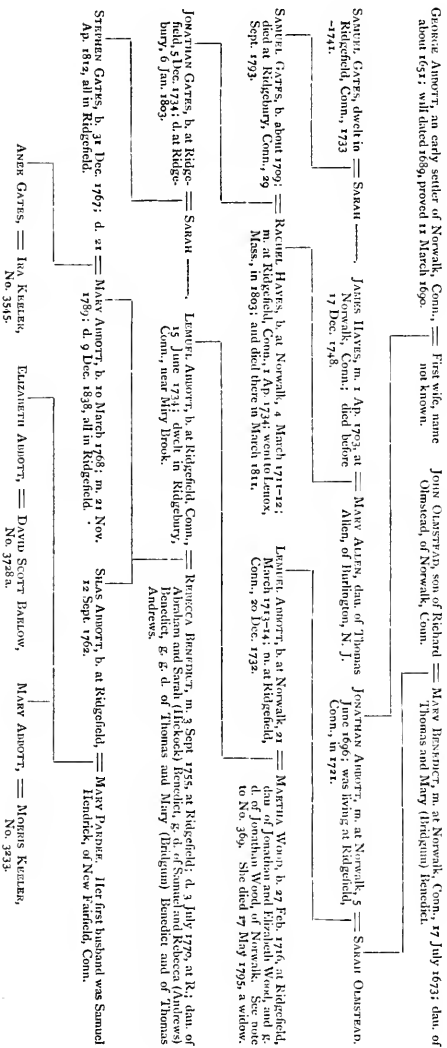 GEORGE ABBOTT, an early settler of Norwalk, Conn., = First wife, name
about 1651; will dated 1689, proved 11 March 1690. not known.
JOHN OLMSTEAD, son of Richard = MARY BENEDICT, m. at Norwalk, Conn., 17 July 1673; dau. of
Olmstead, of Norwalk, Conn. Thomas and Mary (Bridgum) Benedict.
SAMUEL GATES, dwelt in = SARAH ———.
Ridgefield, Conn., 1733
–1741.
JAMES HAYES, m. 1 Ap. 1703, at = MARY ALLEN, dau. of Thomas
Norwalk, Conn.; died before Allen, of Burlington, N. J.
17 Dec. 1748.
JONATHAN ABBOTT, m. at Norwalk, 5 = SARAH OLMSTEAD.
June 1696; was living at Ridgefield,
Conn., in 1721.
SAMUEL GATES, b. about 1709; = RACHEL HAYES, b. at Norwalk, 4 March 1711–12;
died at Ridgebury, Conn., 29 m. at Ridgefield, Conn., 1 Ap. 1734; went to Lenox,
Sept. 1793. Mass., in 1803; and died there in March 1811.
LEMUEL ABBOTT, b. at Norwalk, 21 = MARTHA WOOD, b. 27 Feb. 1716, at Ridgefield,
March 1713–14; m. at Ridgefield, dau. of Jonathan and Elizabeth Wood, and g.
Conn., 20 Dec. 1732. d. of Jonathan Wood, of Norwalk. See note
to No. 369. She died 17 May 1795, a widow.
JONATHAN GATES, b. at Ridge- = SARAH ———.
field, 5 Dec. 1734; d. at Ridge-
bury, 6 Jan. 1803.
LEMUEL ABBOTT, b. at Ridgefield, Conn., = REBECCA BENEDICT, m. 3 Sept 1755, at Ridgefield; d. 3 July 1770, at R.; dau. of
15 June 1734; dwelt in Ridgebury, Abraham and Sarah (Hickock) Benedict, g. d. of Samuel and Rebecca (Andrews)
Conn., near Miry Brook. Benedict, g. g. d. of Thomas and Mary (Bridgum) Benedict and of Thomas
Andrews.
STEPHEN GATES, b. 31 Dec. 1767; d. 21 = MARY ABBOTT, b. 10 March 1768; m. 21 Nov.
Ap. 1812, all in Ridgefield. 1789; d. 9 Dec. 1838, all in Ridgefield.
SILAS ABBOTT, b. at Ridgefield, = MARY PARDEE. Her first husband was Samuel
12 Sept. 1762. Hendrick, of New Fairfield, Conn.
ANER GATES, = IRA KEELER,
No. 3545.
ELIZABETH ABBOTT, = DAVID SCOTT BARLOW,
No. 3728a.
MARY ABBOTT, = MORRIS KEELER,
No. 3233.